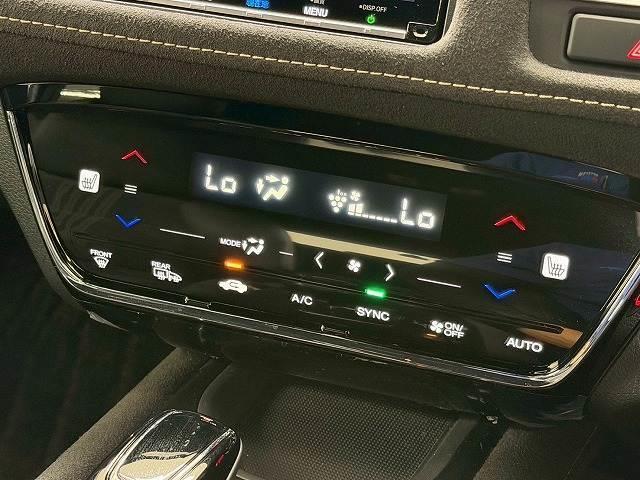 MENU
DISP.OFF
Lo
Lo
MODE
FRONT
REAR
A/C
SYNC
ON/
OFF
AUTO